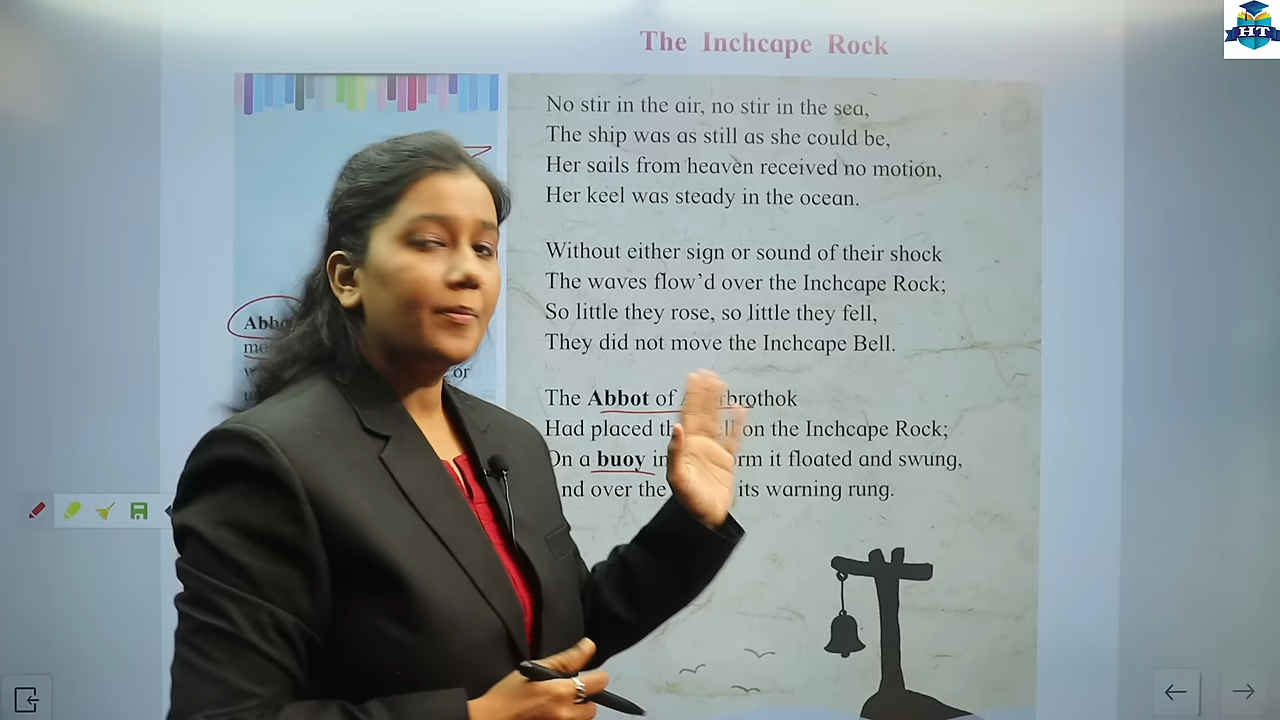 The Inchcape Rock
HT
No stir in the air, no stir in the sea,
The ship was as still as she could be,
Her sails from heaven received no motion,
Her keel was steady in the ocean.
Without either sign or sound of their shock
The waves flow'd over the Inchcape Rock;
So little they rose, so little they fell,
They did not move the Inchcape Bell.
The Abbot of
Had placed on the Inchcape Rock;
On a buoy in it floated and swung,
over the its warning rung.
or